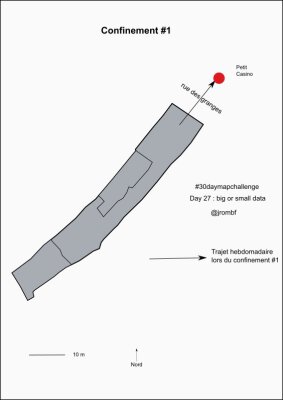 Confinement #1
Petit
Casino
rue des granges
#30daymapchallenge
Day 27 : big or small data
@jrombf
Trajet hebdomadaire
lors du confinement #1
10 m
Nord